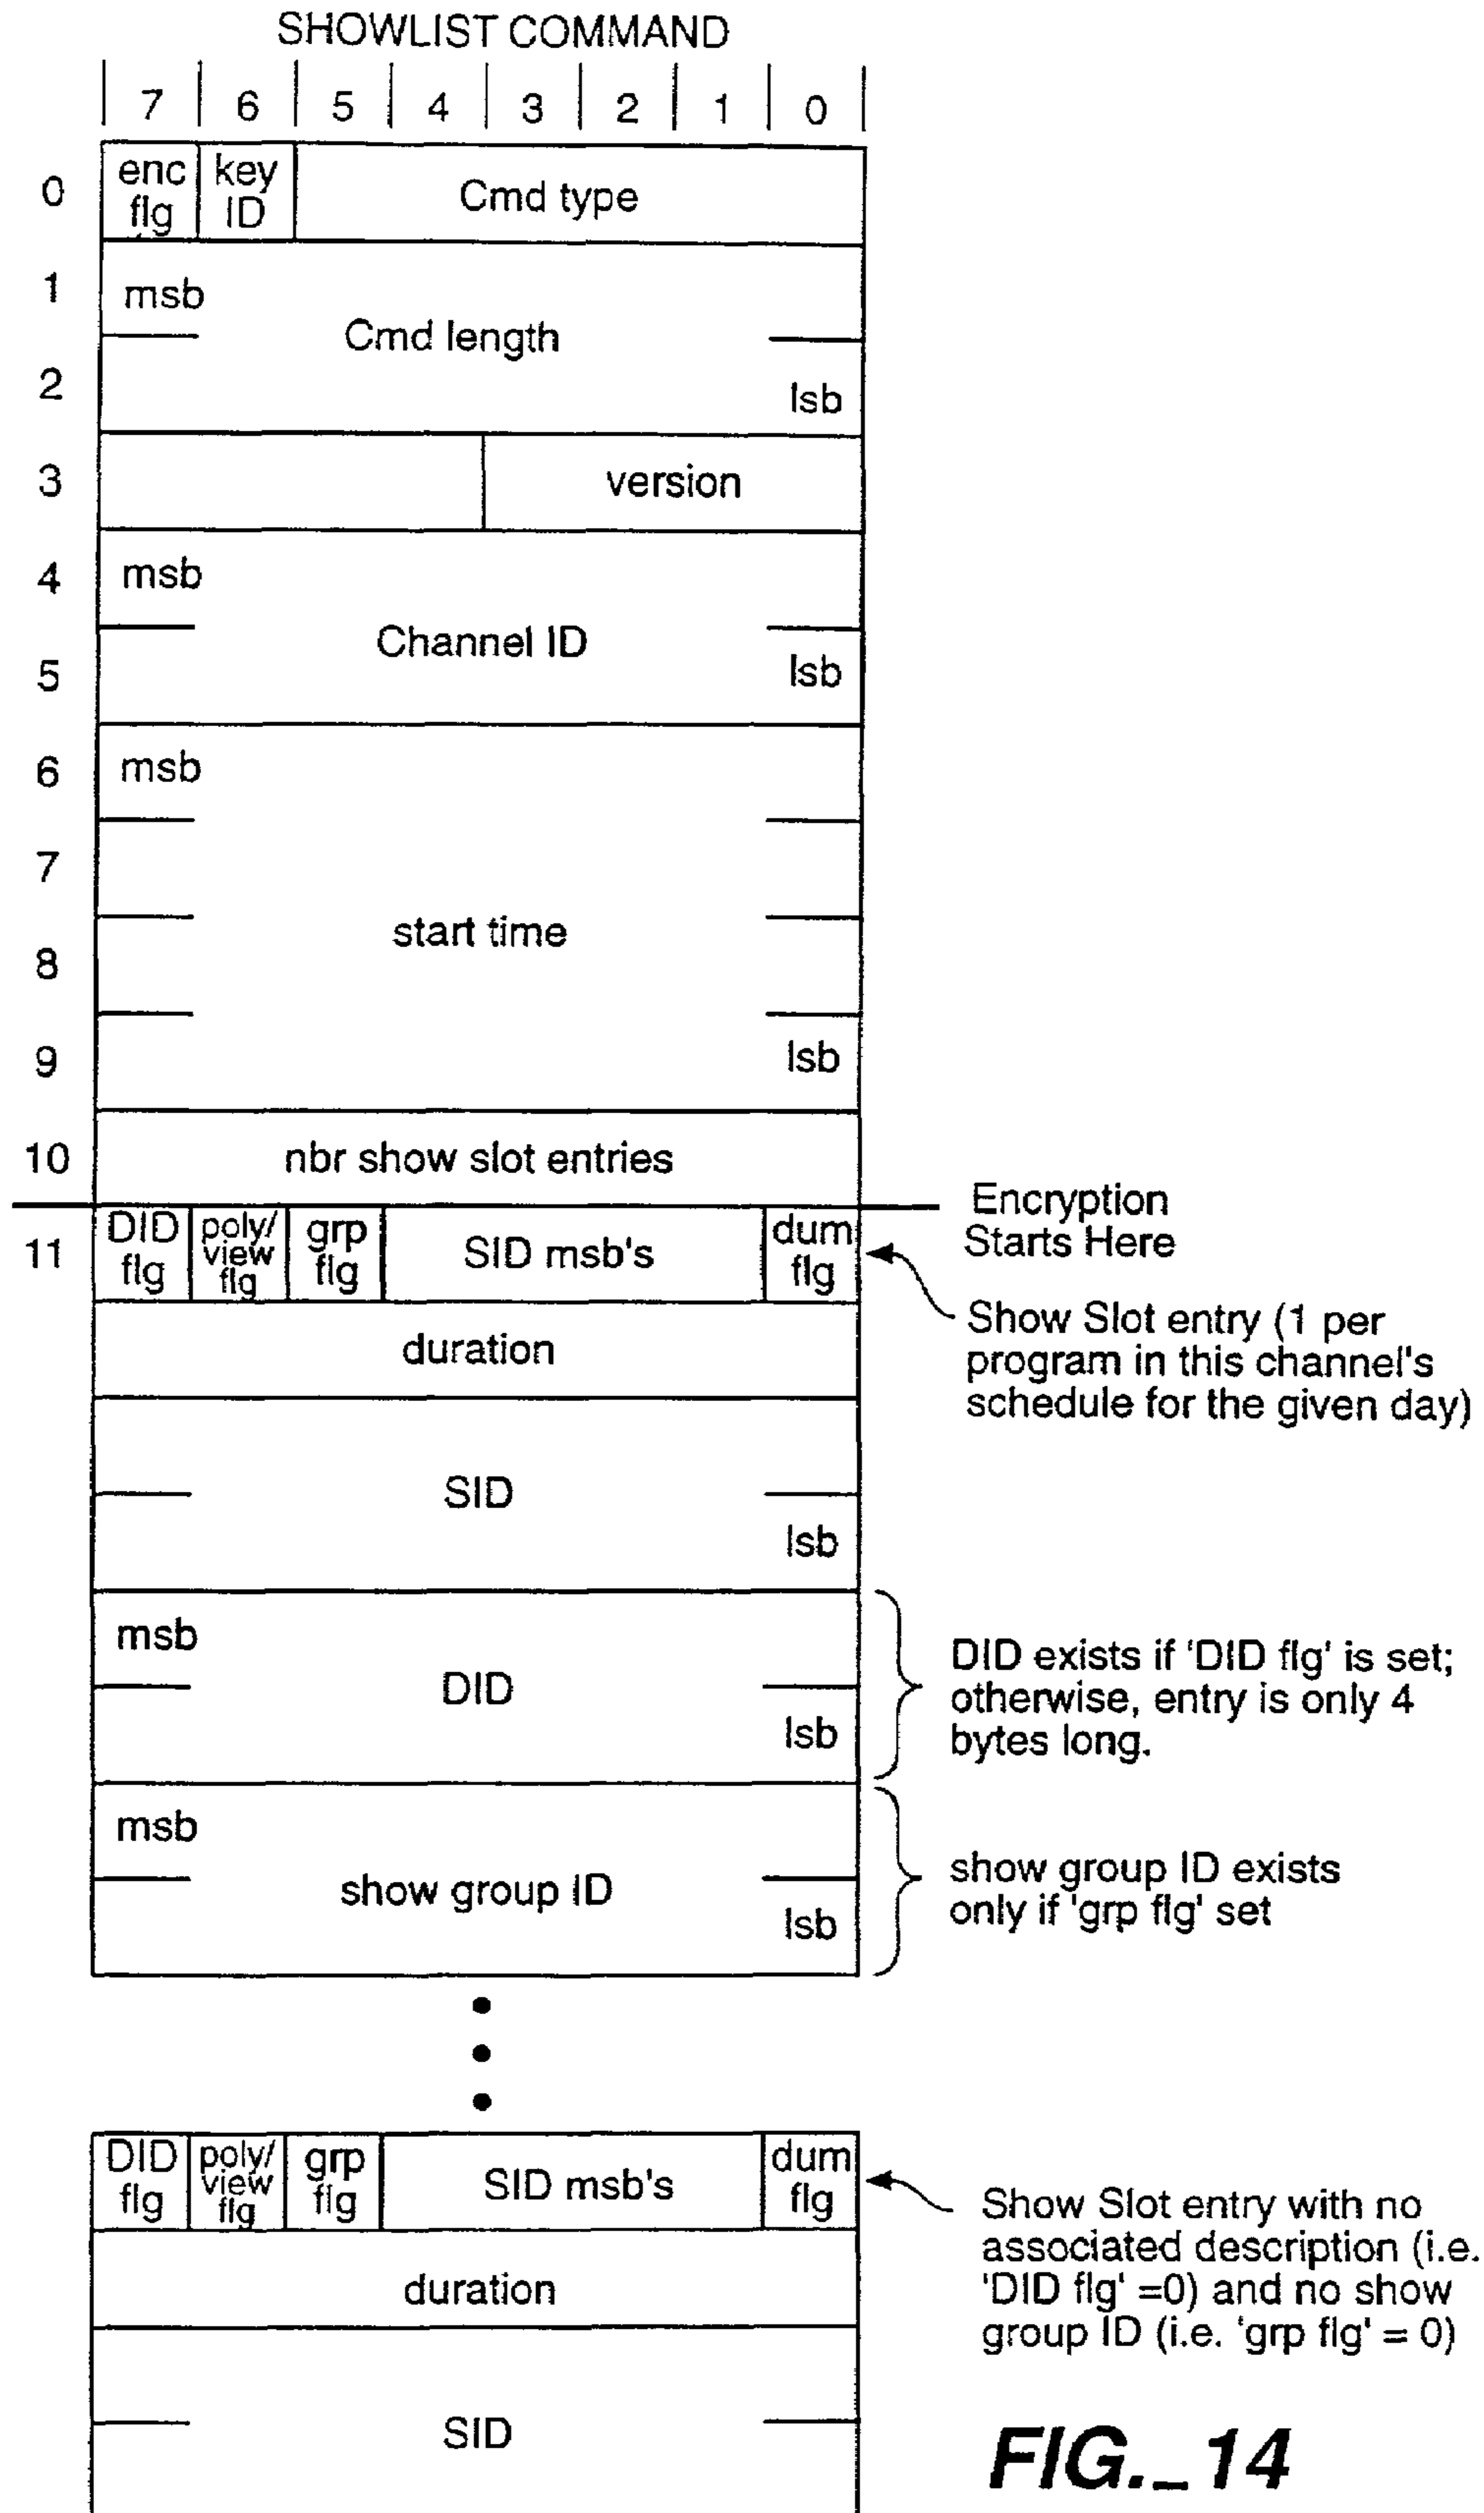 SHOWLIST COMMAND
7 6 5 4 3 2 1 0
0
enc flg
key ID
Cmd type
1
msb
Cmd length
2
lsb
3
version
4
msb
Channel ID
5
lsb
6
msb
7
start time
8
9
lsb
10
nbr show slot entries
Encryption
Starts Here
11
DID flg
poly/ view flg
grp flg
SID msb's
dum flg
Show Slot entry (1 per
program in this channel's
schedule for the given day)
duration
SID
lsb
msb
DID
lsb
DID exists if 'DID flg' is set;
otherwise, entry is only 4
bytes long.
msb
show group ID
lsb
show group ID exists
only if 'grp flg' set
DID flg
poly/ view flg
grp flg
SID msb's
dum flg
Show Slot entry with no
associated description (i.e.
'DID flg' =0) and no show
group ID (i.e. 'grp flg' = 0)
duration
SID
FIG._14